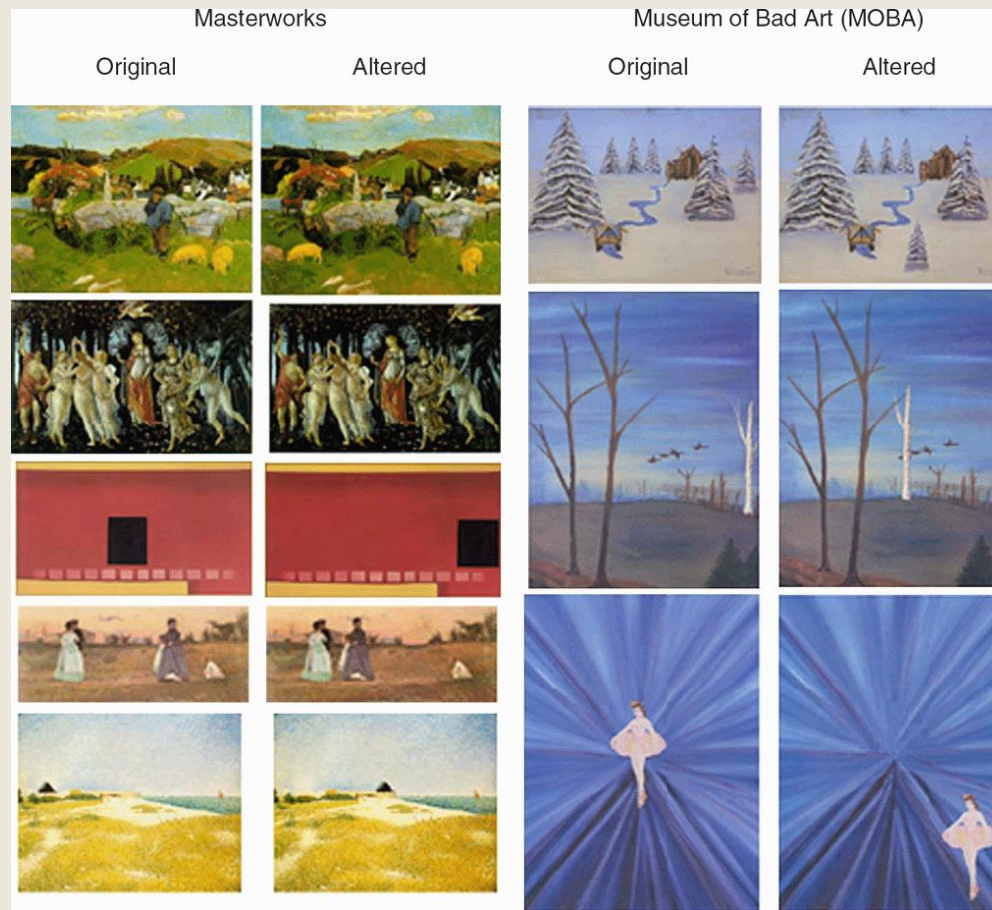 Masterworks
Museum of Bad Art (MOBA)
Original
Altered
Original
Altered